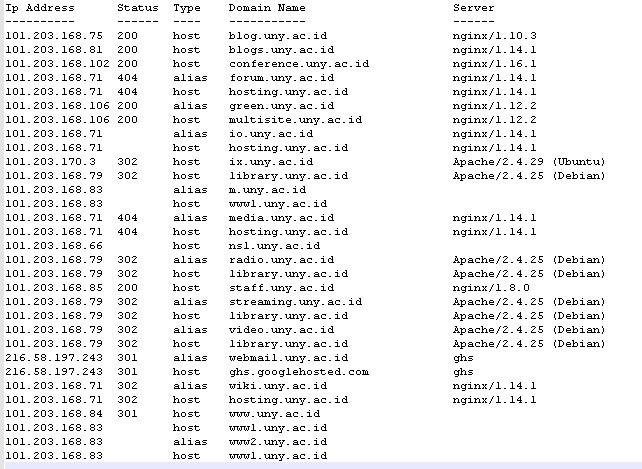 Ip Address Status Type Domain Name Server
---------- ------ ---- ----------- ------
101.203.168.75 200 host blog.uny.ac.id nginx/1.10.3
101.203.168.81 200 host blogs.uny.ac.id nginx/1.14.1
101.203.168.102 200 host conference.uny.ac.id nginx/1.16.1
101.203.168.71 404 alias forum.uny.ac.id nginx/1.14.1
101.203.168.71 404 host hosting.uny.ac.id nginx/1.14.1
101.203.168.106 200 alias green.uny.ac.id nginx/1.12.2
101.203.168.106 200 host multisite.uny.ac.id nginx/1.12.2
101.203.168.71 alias io.uny.ac.id nginx/1.14.1
101.203.168.71 host hosting.uny.ac.id nginx/1.14.1
101.203.170.3 302 host ix.uny.ac.id Apache/2.4.29 (Ubuntu)
101.203.168.79 302 host library.uny.ac.id Apache/2.4.25 (Debian)
101.203.168.83 alias m.uny.ac.id
101.203.168.83 host www1.uny.ac.id
101.203.168.71 404 alias media.uny.ac.id nginx/1.14.1
101.203.168.71 404 host hosting.uny.ac.id nginx/1.14.1
101.203.168.66 host ns1.uny.ac.id
101.203.168.79 302 alias radio.uny.ac.id Apache/2.4.25 (Debian)
101.203.168.79 302 host library.uny.ac.id Apache/2.4.25 (Debian)
101.203.168.85 200 host staff.uny.ac.id nginx/1.8.0
101.203.168.79 302 alias streaming.uny.ac.id Apache/2.4.25 (Debian)
101.203.168.79 302 host library.uny.ac.id Apache/2.4.25 (Debian)
101.203.168.79 302 alias video.uny.ac.id Apache/2.4.25 (Debian)
101.203.168.79 302 host library.uny.ac.id Apache/2.4.25 (Debian)
216.58.197.243 301 alias webmail.uny.ac.id ghs
216.58.197.243 301 host ghs.googlehosted.com ghs
101.203.168.71 302 alias wiki.uny.ac.id nginx/1.14.1
101.203.168.71 302 host hosting.uny.ac.id nginx/1.14.1
101.203.168.84 301 host www.uny.ac.id
101.203.168.83 host www1.uny.ac.id
101.203.168.83 alias www2.uny.ac.id
101.203.168.83 host www1.uny.ac.id